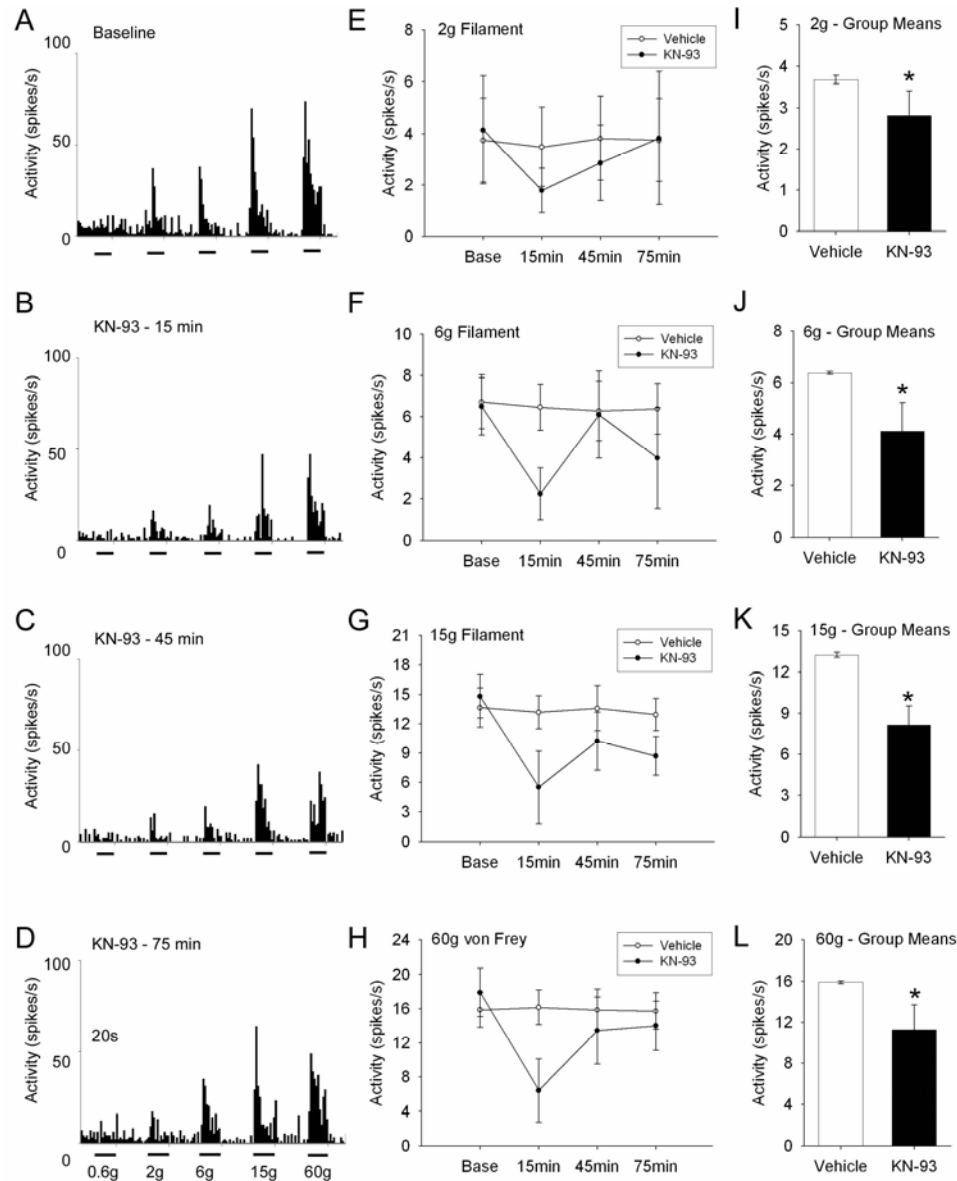 A
Baseline
100
50
0
Acitivity (spikes/s)
B
KN-93 - 15 min
100
50
0
Activity (spikes/s)
C
KN-93 - 45 min
100
50
0
Activity (spikes/s)
D
KN-93 - 75 min
20s
100
50
0
Activity (spikes/s)
0.6g 2g 6g 15g 60g
E
2g Filament
Vehicle
KN-93
8
6
4
2
0
Activity (spikes/s)
Base 15min 45min 75min
F
6g Filament
Vehicle
KN-93
10
8
6
4
2
0
Activity (spikes/s)
Base 15min 45min 75min
G
15g Filament
Vehicle
KN-93
21
18
15
12
9
6
3
0
Activity (spikes/s)
Base 15min 45min 75min
H
60g von Frey
Vehicle
KN-93
24
20
16
12
8
4
0
Activity (spikes/s)
Base 15min 45min 75min
I
2g - Group Means
5
4
3
2
1
0
Activity (spikes/s)
*
Vehicle KN-93
J
6g - Group Means
8
6
4
2
0
Activity (spikes/s)
*
Vehicle KN-93
K
15g - Group Means
15
12
9
6
3
0
Activity (spikes/s)
*
Vehicle KN-93
L
60g - Group Means
20
16
12
8
4
0
Activity (spikes/s)
*
Vehicle KN-93